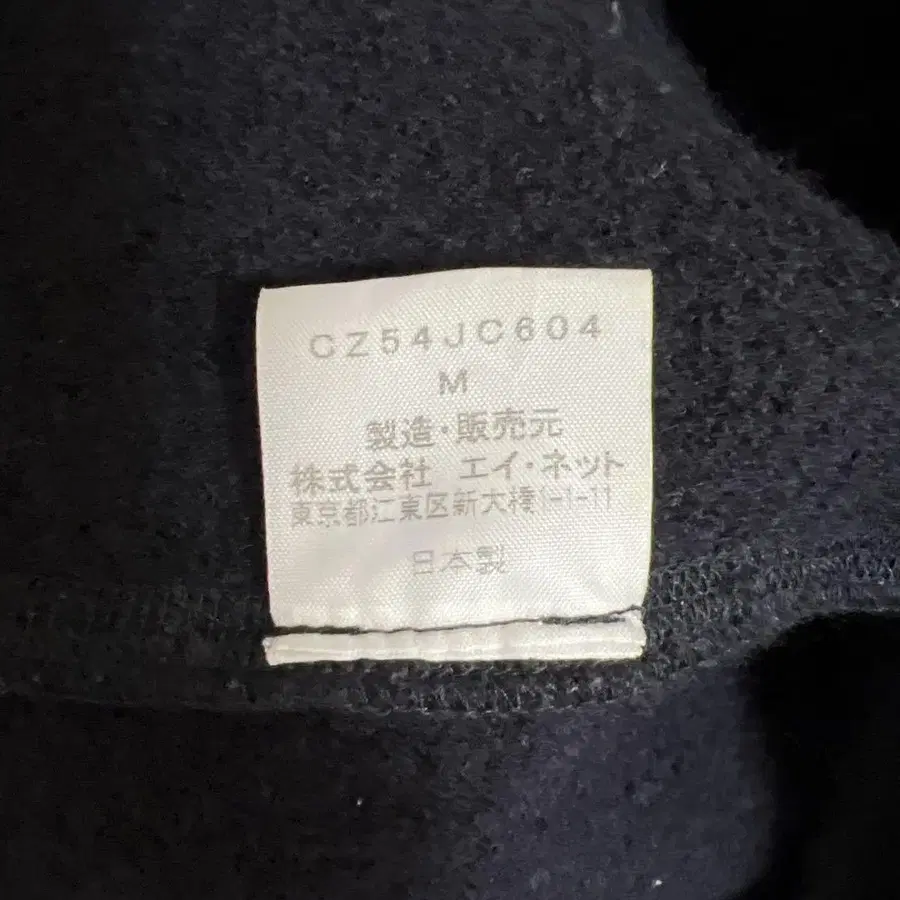 CZ54JC604
M
製造・販売元
株式会社 エイ・ネット
東京都江東区新大橋1-1-11
日本製